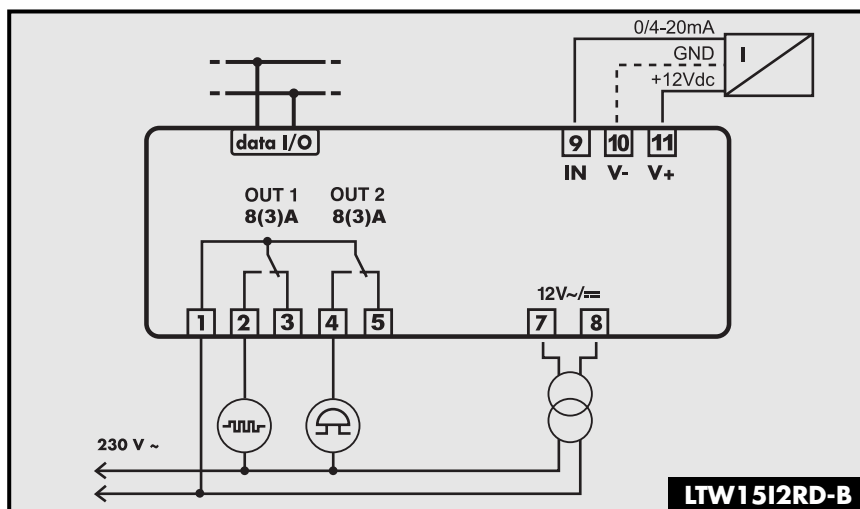 0/4-20mA
GND
+12Vdc
I
data I/O
9 10 11
IN V- V+
OUT 1 OUT 2
8(3)A 8(3)A
12V~/⎓
1 2 3 4 5 7 8
230 V ~
LTW15I2RD-B